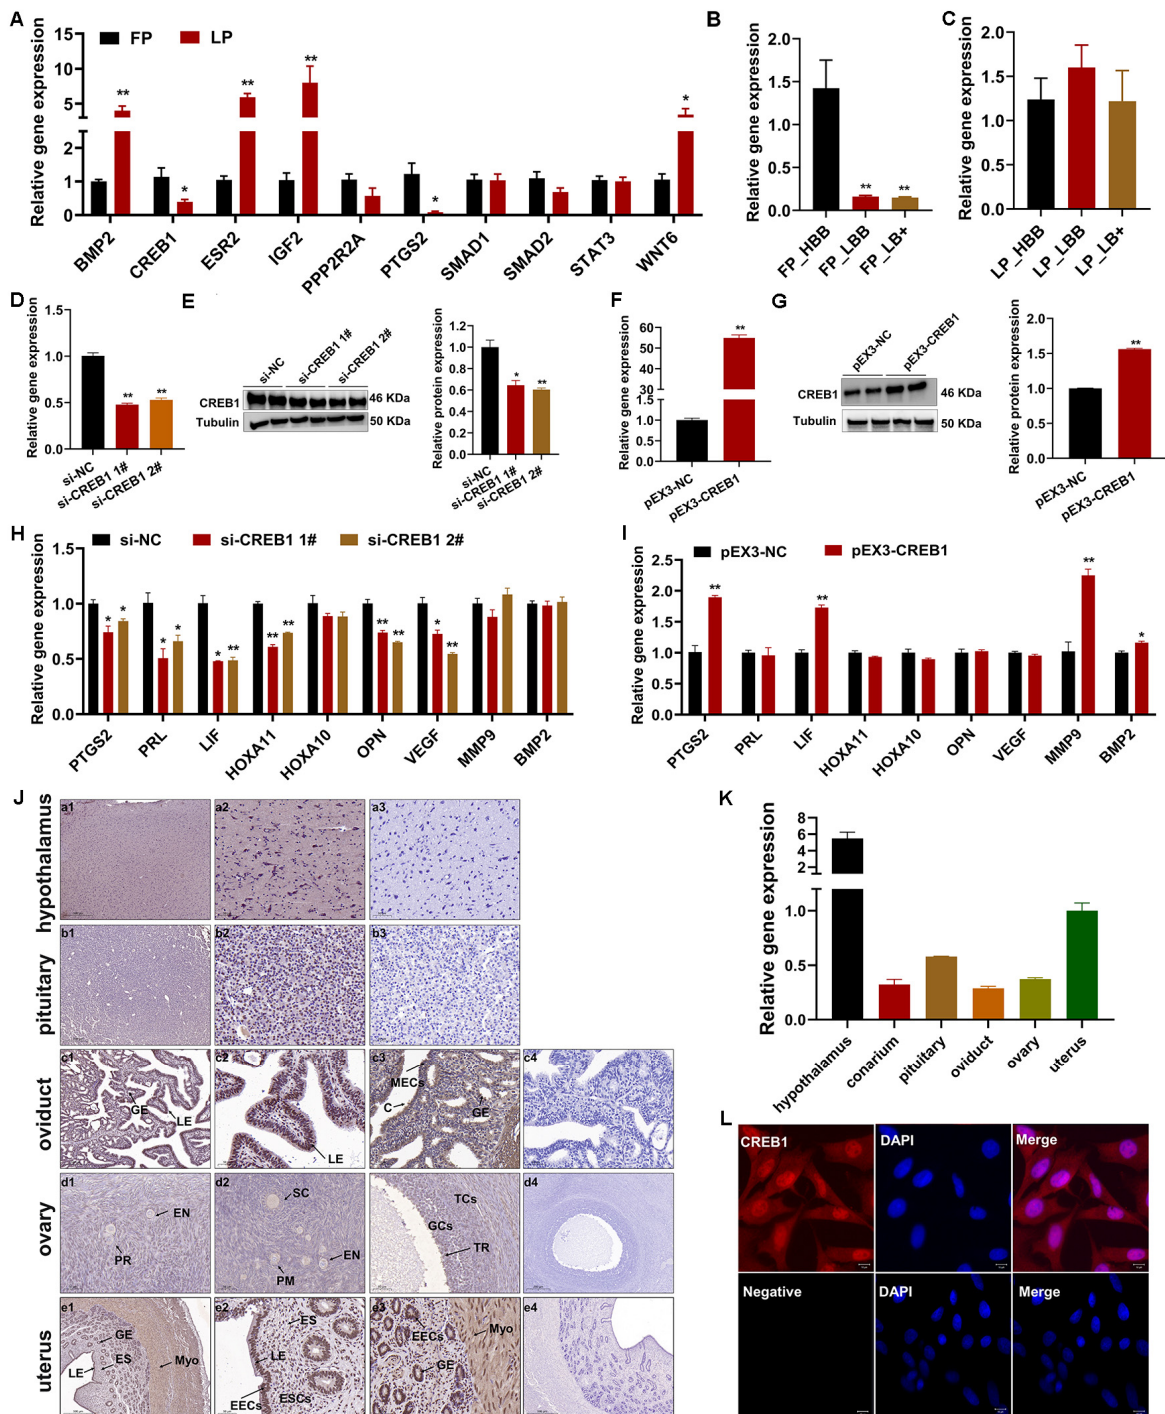 A
FP
LP
Relative gene expression
15
10
5
2
1
0
**
*
**
**
*
*
BMP2
CREB1
ESR2
IGF2
PPP2R2A
PTGS2
SMAD1
SMAD2
STAT3
WNT6
B
Relative gene expression
2.0
1.5
1.0
0.5
0.0
**
**
FP_HBB
FP_LBB
FP_LB+
C
Relative gene expression
2.0
1.5
1.0
0.5
0.0
LP_HBB
LP_LBB
LP_LB+
D
Relative gene expression
1.5
1.0
0.5
0.0
**
**
si-NC
si-CREB1 1#
si-CREB1 2#
E
si-NC
si-CREB1 1#
si-CREB1 2#
CREB1
46 KDa
Tubulin
50 KDa
Relative protein expression
1.2
1.0
0.8
0.6
0.4
0.2
0.0
*
**
si-NC
si-CREB1 1#
si-CREB1 2#
F
Relative gene expression
60
50
40
30
1.5
1.0
0.5
0.0
**
pEX3-NC
pEX3-CREB1
G
pEX3-NC
pEX3-CREB1
CREB1
46 KDa
Tubulin
50 KDa
Relative protein expression
2.0
1.5
1.0
0.5
0.0
**
pEX3-NC
pEX3-CREB1
H
si-NC
si-CREB1 1#
si-CREB1 2#
Relative gene expression
1.5
1.0
0.5
0.0
* *
* *
* **
** **
** **
* **
PTGS2
PRL
LIF
HOXA11
HOXA10
OPN
VEGF
MMP9
BMP2
I
pEX3-NC
pEX3-CREB1
Relative gene expression
2.5
2.0
1.5
1.0
0.5
0.0
**
**
**
*
PTGS2
PRL
LIF
HOXA11
HOXA10
OPN
VEGF
MMP9
BMP2
J
hypothalamus
a1
a2
a3
pituitary
b1
b2
b3
oviduct
c1
GE
LE
c2
LE
c3
MECs
C
GE
c4
ovary
d1
EN
PR
d2
SC
EN
PM
TCs
GCs
TR
d4
uterus
e1
GE
ES
LE
Myo
e2
ES
LE
ESCs
EECs
e3
EECs
Myo
GE
e4
K
Relative gene expression
8
6
4
2
1.0
0.5
0.0
hypothalamus
conarium
pituitary
oviduct
ovary
uterus
L
CREB1
DAPI
Merge
Negative
DAPI
Merge